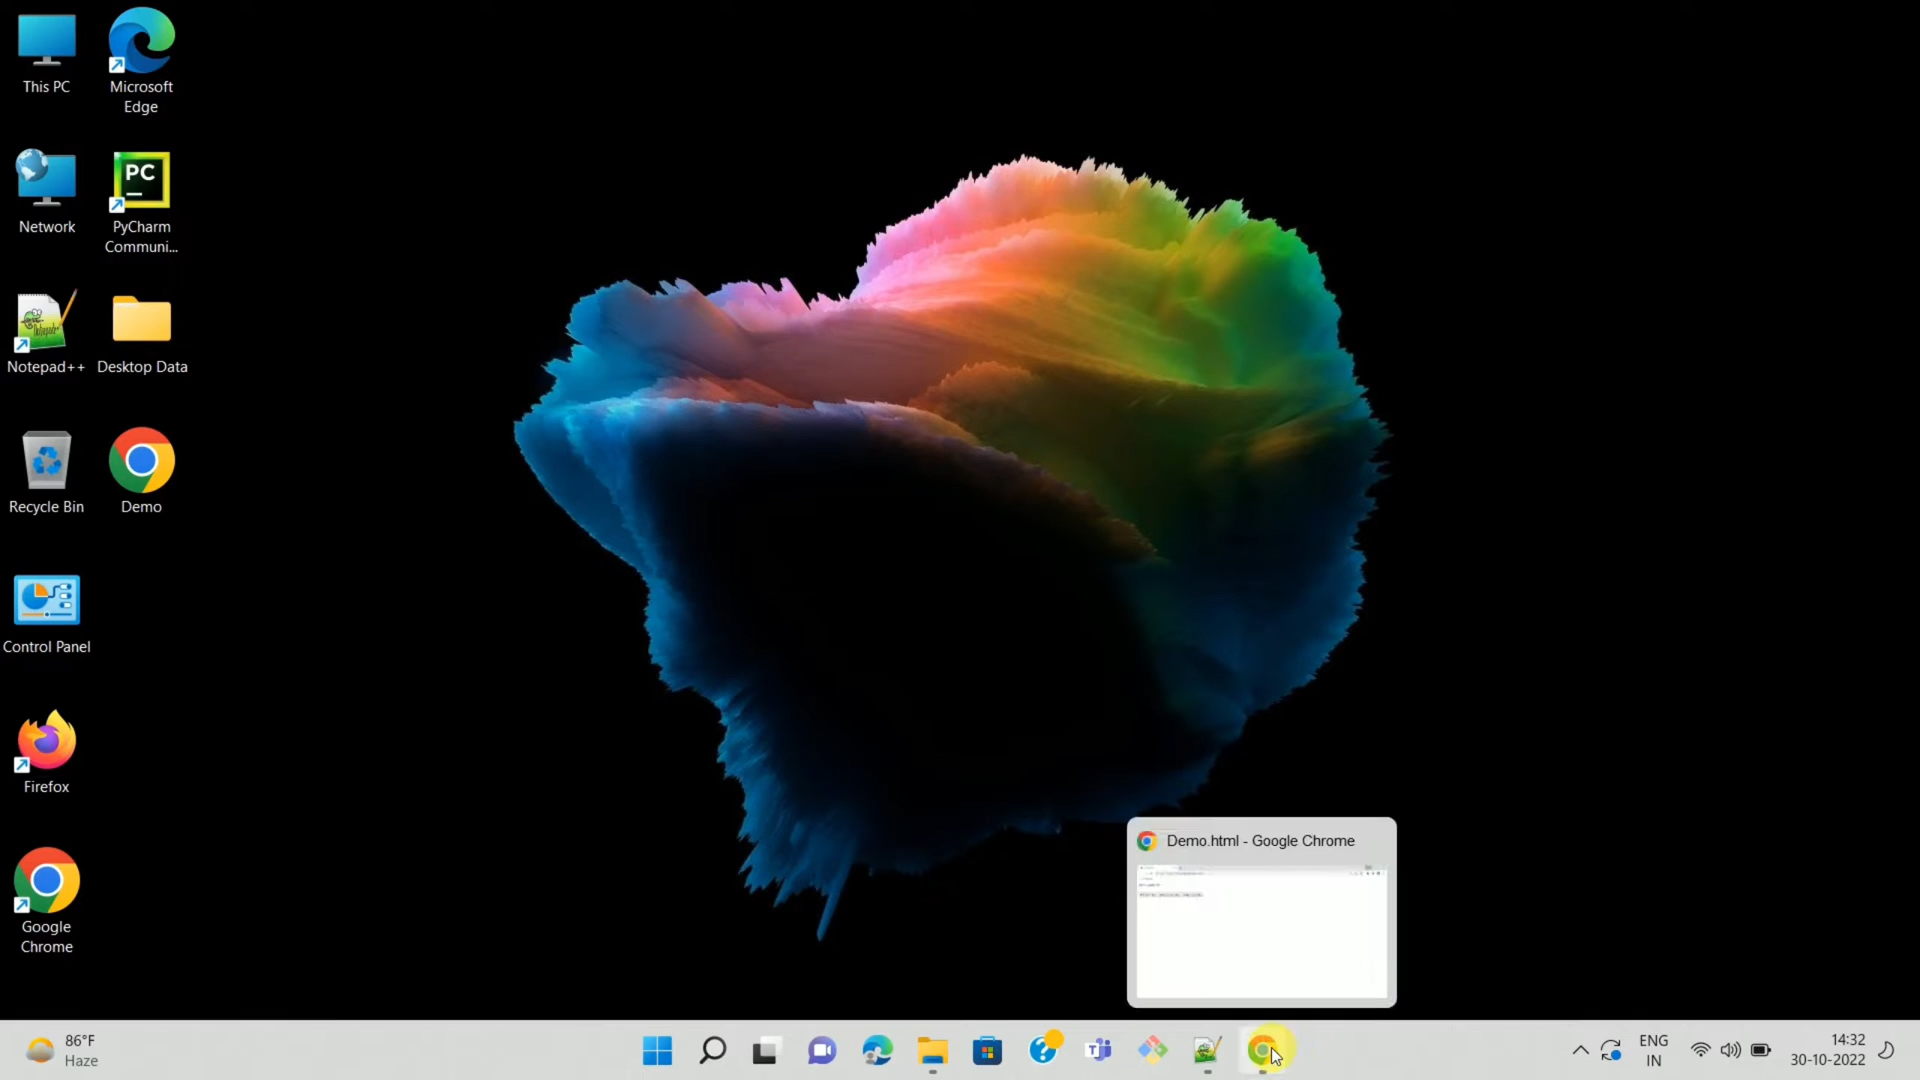 This PC
Microsoft
Edge
Network
PC
PyCharm
Communi...
Notepad++
Desktop Data
Recycle Bin
Demo
Control Panel
Firefox
Google
Chrome
Demo.html - Google Chrome
86°F
Haze
ENG
IN
14:32
30-10-2022